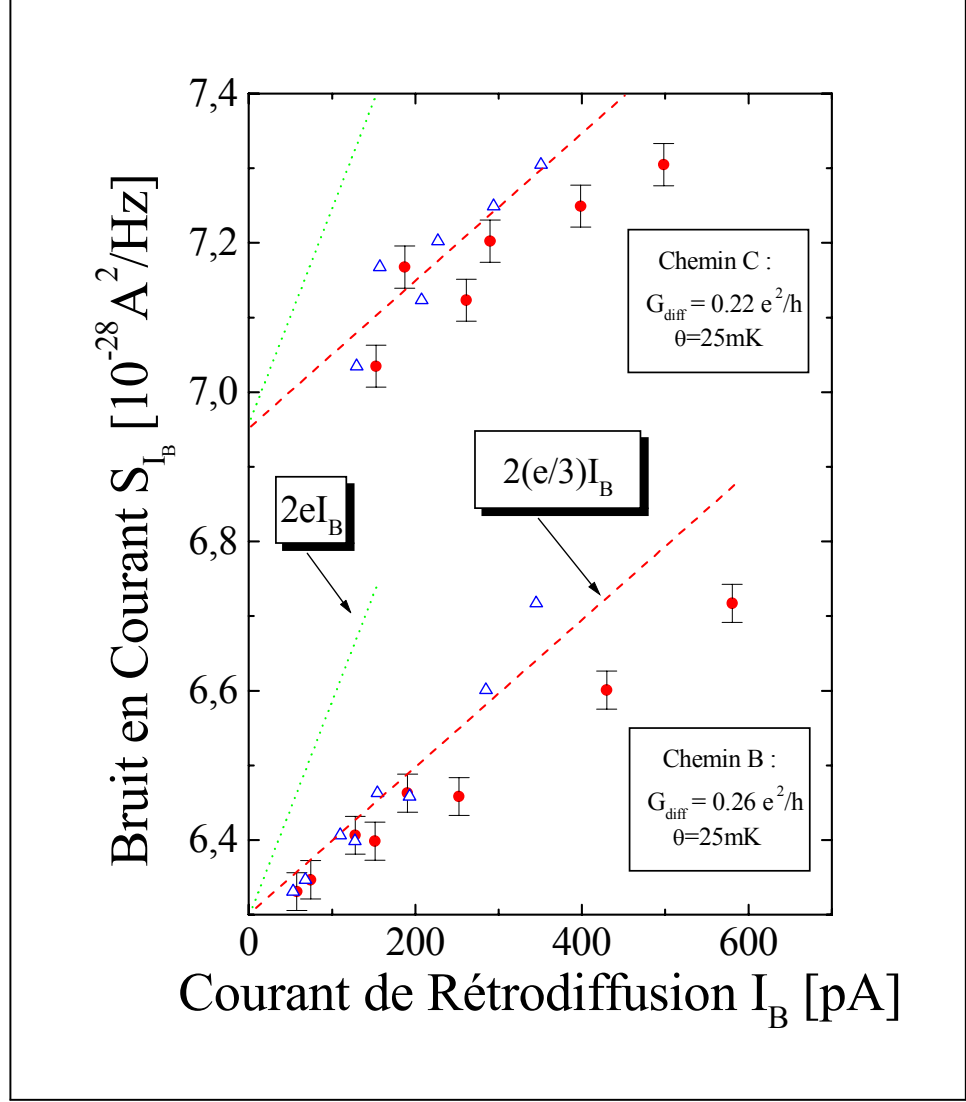 Bruit en Courant S_I_B [10^-28 A^2/Hz]
7,4
7,2
7,0
6,8
6,6
6,4
Chemin C :
G_diff = 0.22 e^2/h
θ=25mK
2(e/3)I_B
2eI_B
Chemin B :
G_diff = 0.26 e^2/h
θ=25mK
0 200 400 600
Courant de Rétrodiffusion I_B [pA]